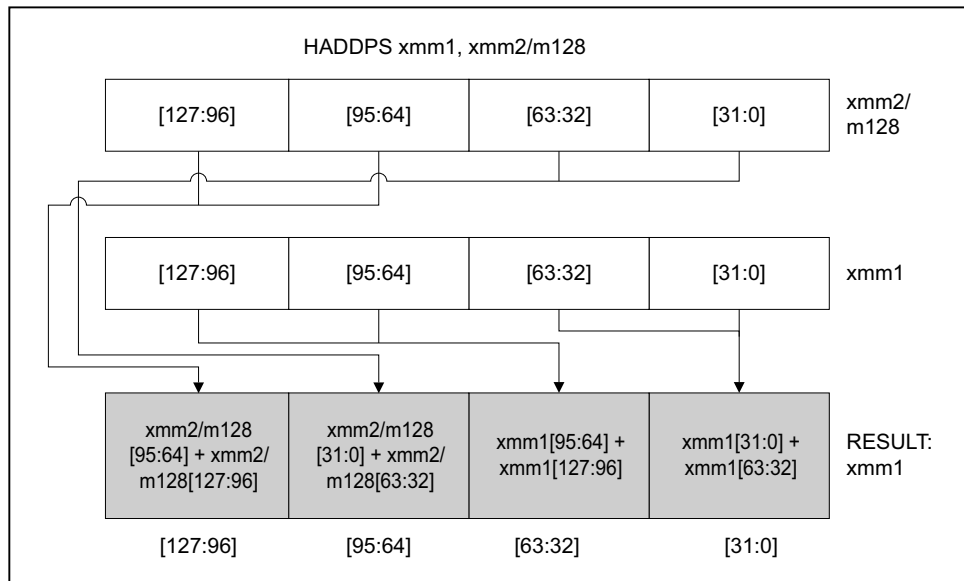 HADDPS xmm1, xmm2/m128
[127:96] [95:64] [63:32] [31:0] xmm2/
m128
[127:96] [95:64] [63:32] [31:0] xmm1
xmm2/m128
[95:64] + xmm2/
m128[127:96]
xmm2/m128
[31:0] + xmm2/
m128[63:32]
xmm1[95:64] +
xmm1[127:96]
xmm1[31:0] +
xmm1[63:32]
RESULT:
xmm1
[127:96] [95:64] [63:32] [31:0]